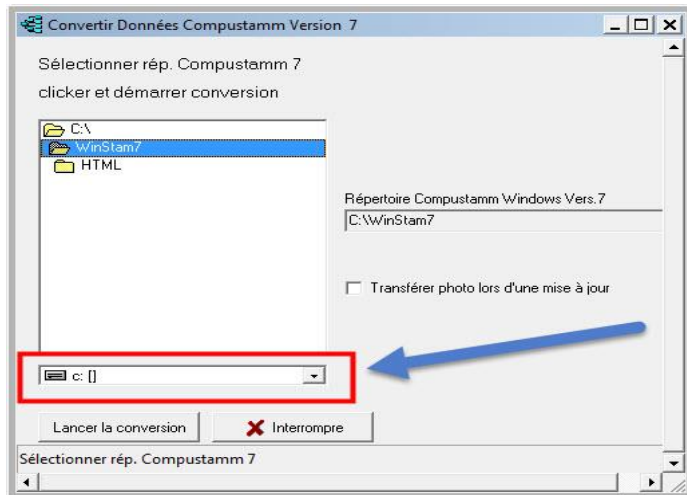 Convertir Données Compustamm Version 7
Sélectionner rép. Compustamm 7
clicker et démarrer conversion
C:\
WinStam7
HTML
Répertoire Compustamm Windows Vers.7
C:\WinStam7
Transférer photo lors d'une mise à jour
c: []
Lancer la conversion
Interrompre
Sélectionner rép. Compustamm 7